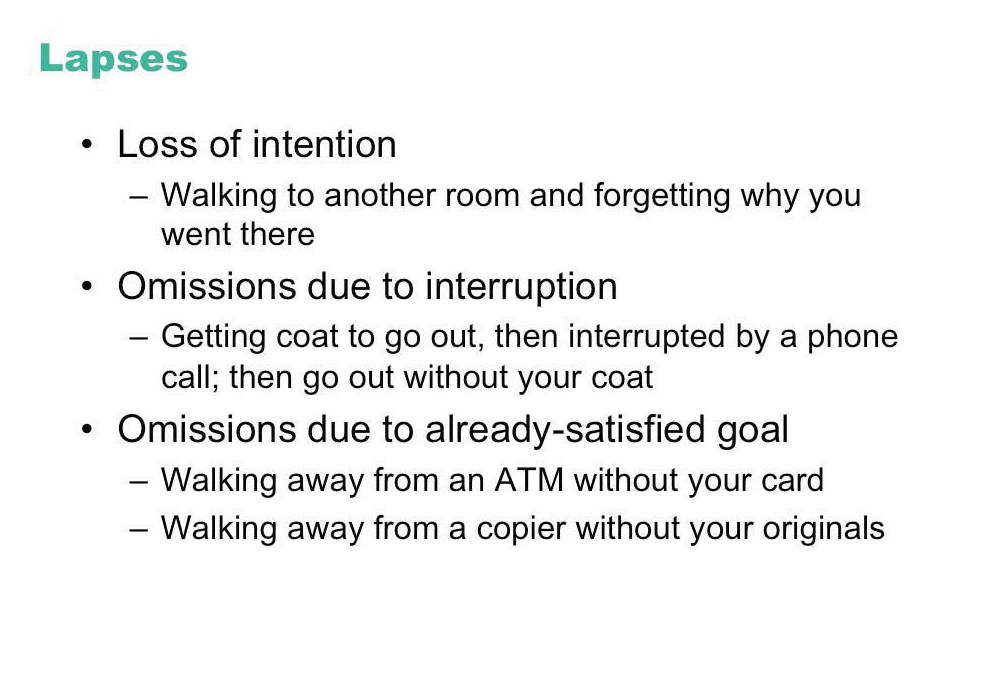 Lapses
• Loss of intention
– Walking to another room and forgetting why you
went there
• Omissions due to interruption
– Getting coat to go out, then interrupted by a phone
call; then go out without your coat
• Omissions due to already-satisfied goal
– Walking away from an ATM without your card
– Walking away from a copier without your originals